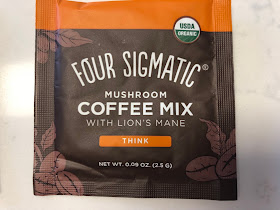 USDA
ORGANIC
FOUR SIGMATIC®
MUSHROOM
COFFEE MIX
WITH LION'S MANE
THINK
NET. WT. 0.09 OZ. (2.5 G)